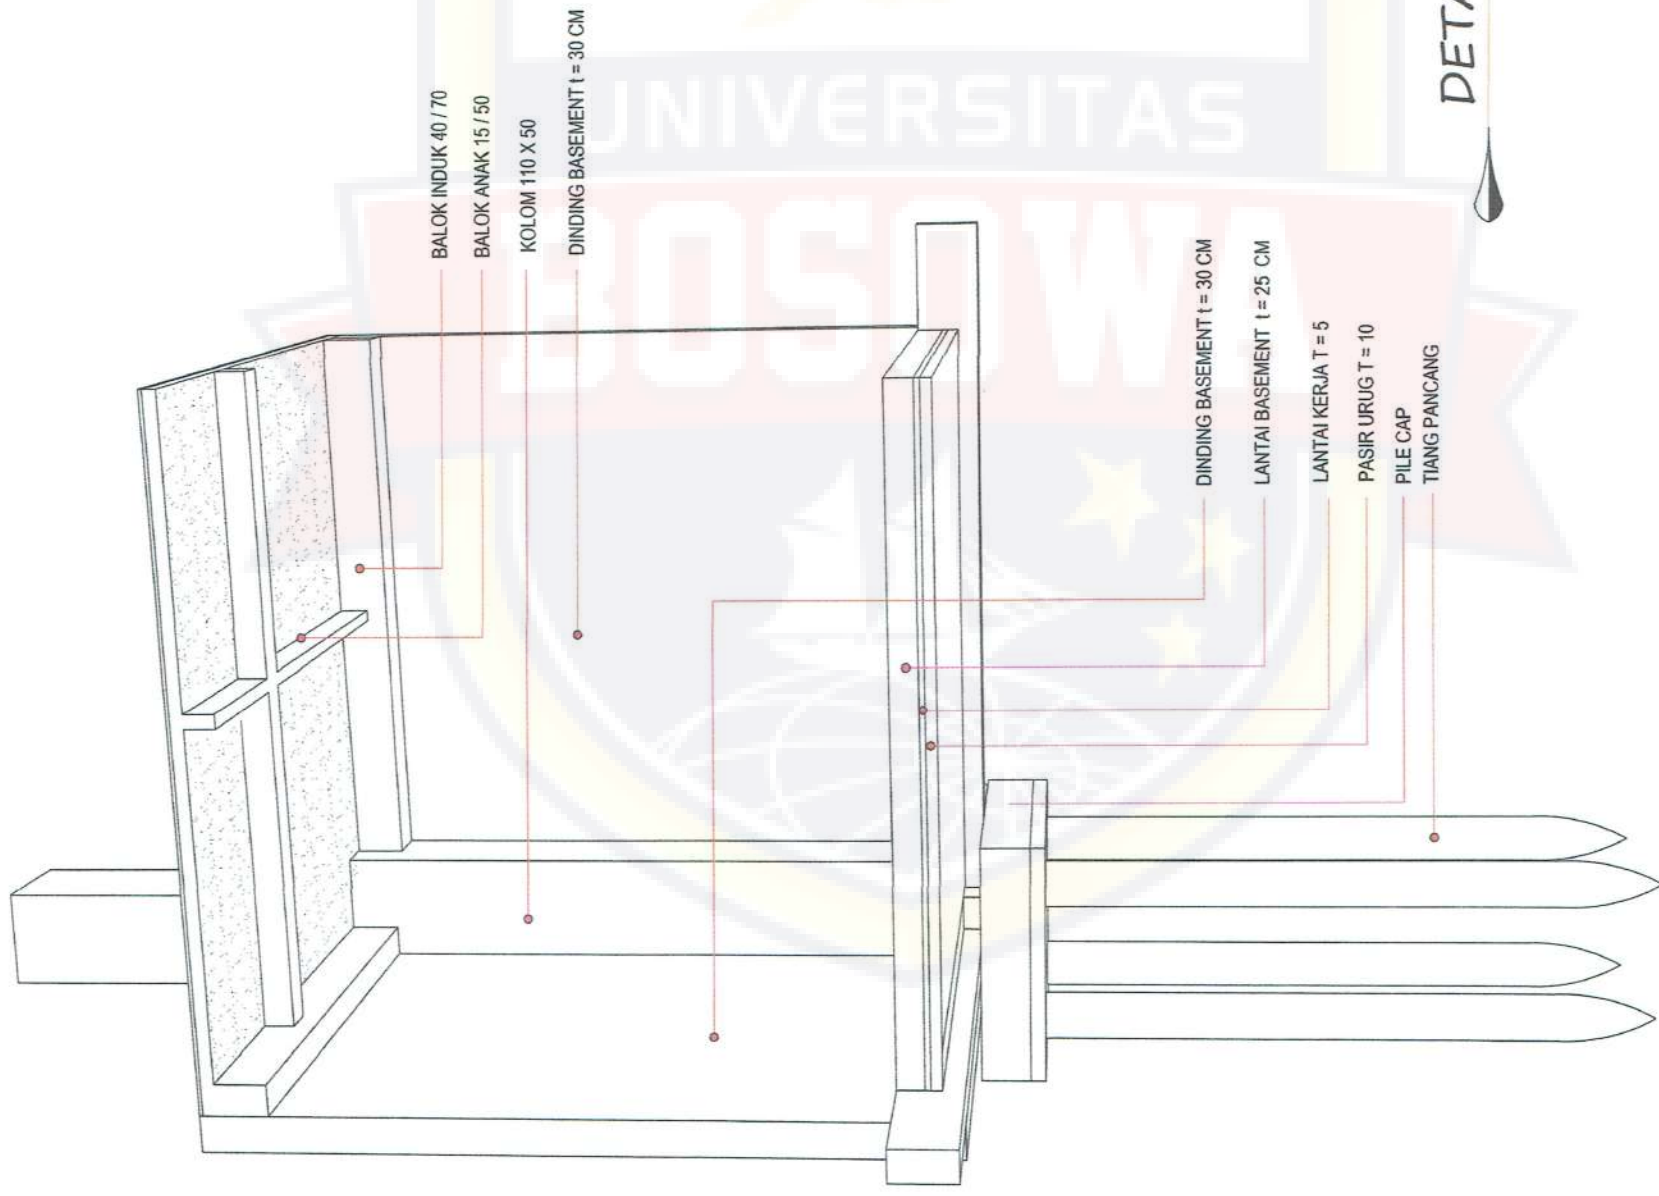 BALOK INDUK 40 / 70
BALOK ANAK 15 / 50
KOLOM 110 X 50
DINDING BASEMENT t = 30 CM
DINDING BASEMENT t = 30 CM
LANTAI BASEMENT t = 25 CM
LANTAI KERJA T = 5
PASIR URUG T = 10
PILE CAP
TIANG PANCANG
UNIVERSITAS
BOSOWA